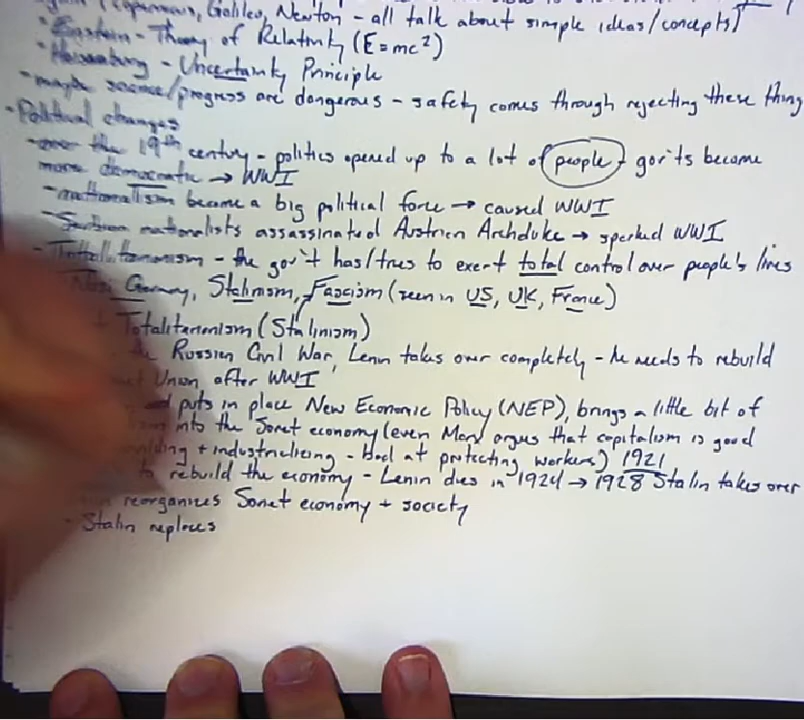 (Copernicus, Galileo, Newton - all talk about simple ideas/concepts)
- Einstein - Theory of Relativity (E=mc²)
- Heisenburg - Uncertainty Principle
- maybe science/progress are dangerous - safety comes through rejecting these thing
- Political changes
- over the 19th century - politics opened up to a lot of people + gov'ts become
more democratic → WWI
- nationalism became a big political force → caused WWI
- Serbian nationalists assassinated Austrian Archduke → sparked WWI
- - the gov't has/tries to exert total control over people's lives
Nazi Germany, Stalinism, Fascism (seen in US, UK, France)
Totalitarianism (Stalinism)
Russian Civil War, Lenin takes over completely - he needs to rebuild
Union after WWI
puts in place New Economic Policy (NEP), brings a little bit of
into the Soviet economy (even Marx argues that capitalism is good
+ industrializing - bad at protecting workers) 1921
to rebuild the economy - Lenin dies in 1924 → 1928 Stalin takes over
reorganizes Soviet economy + society
- Stalin replaces